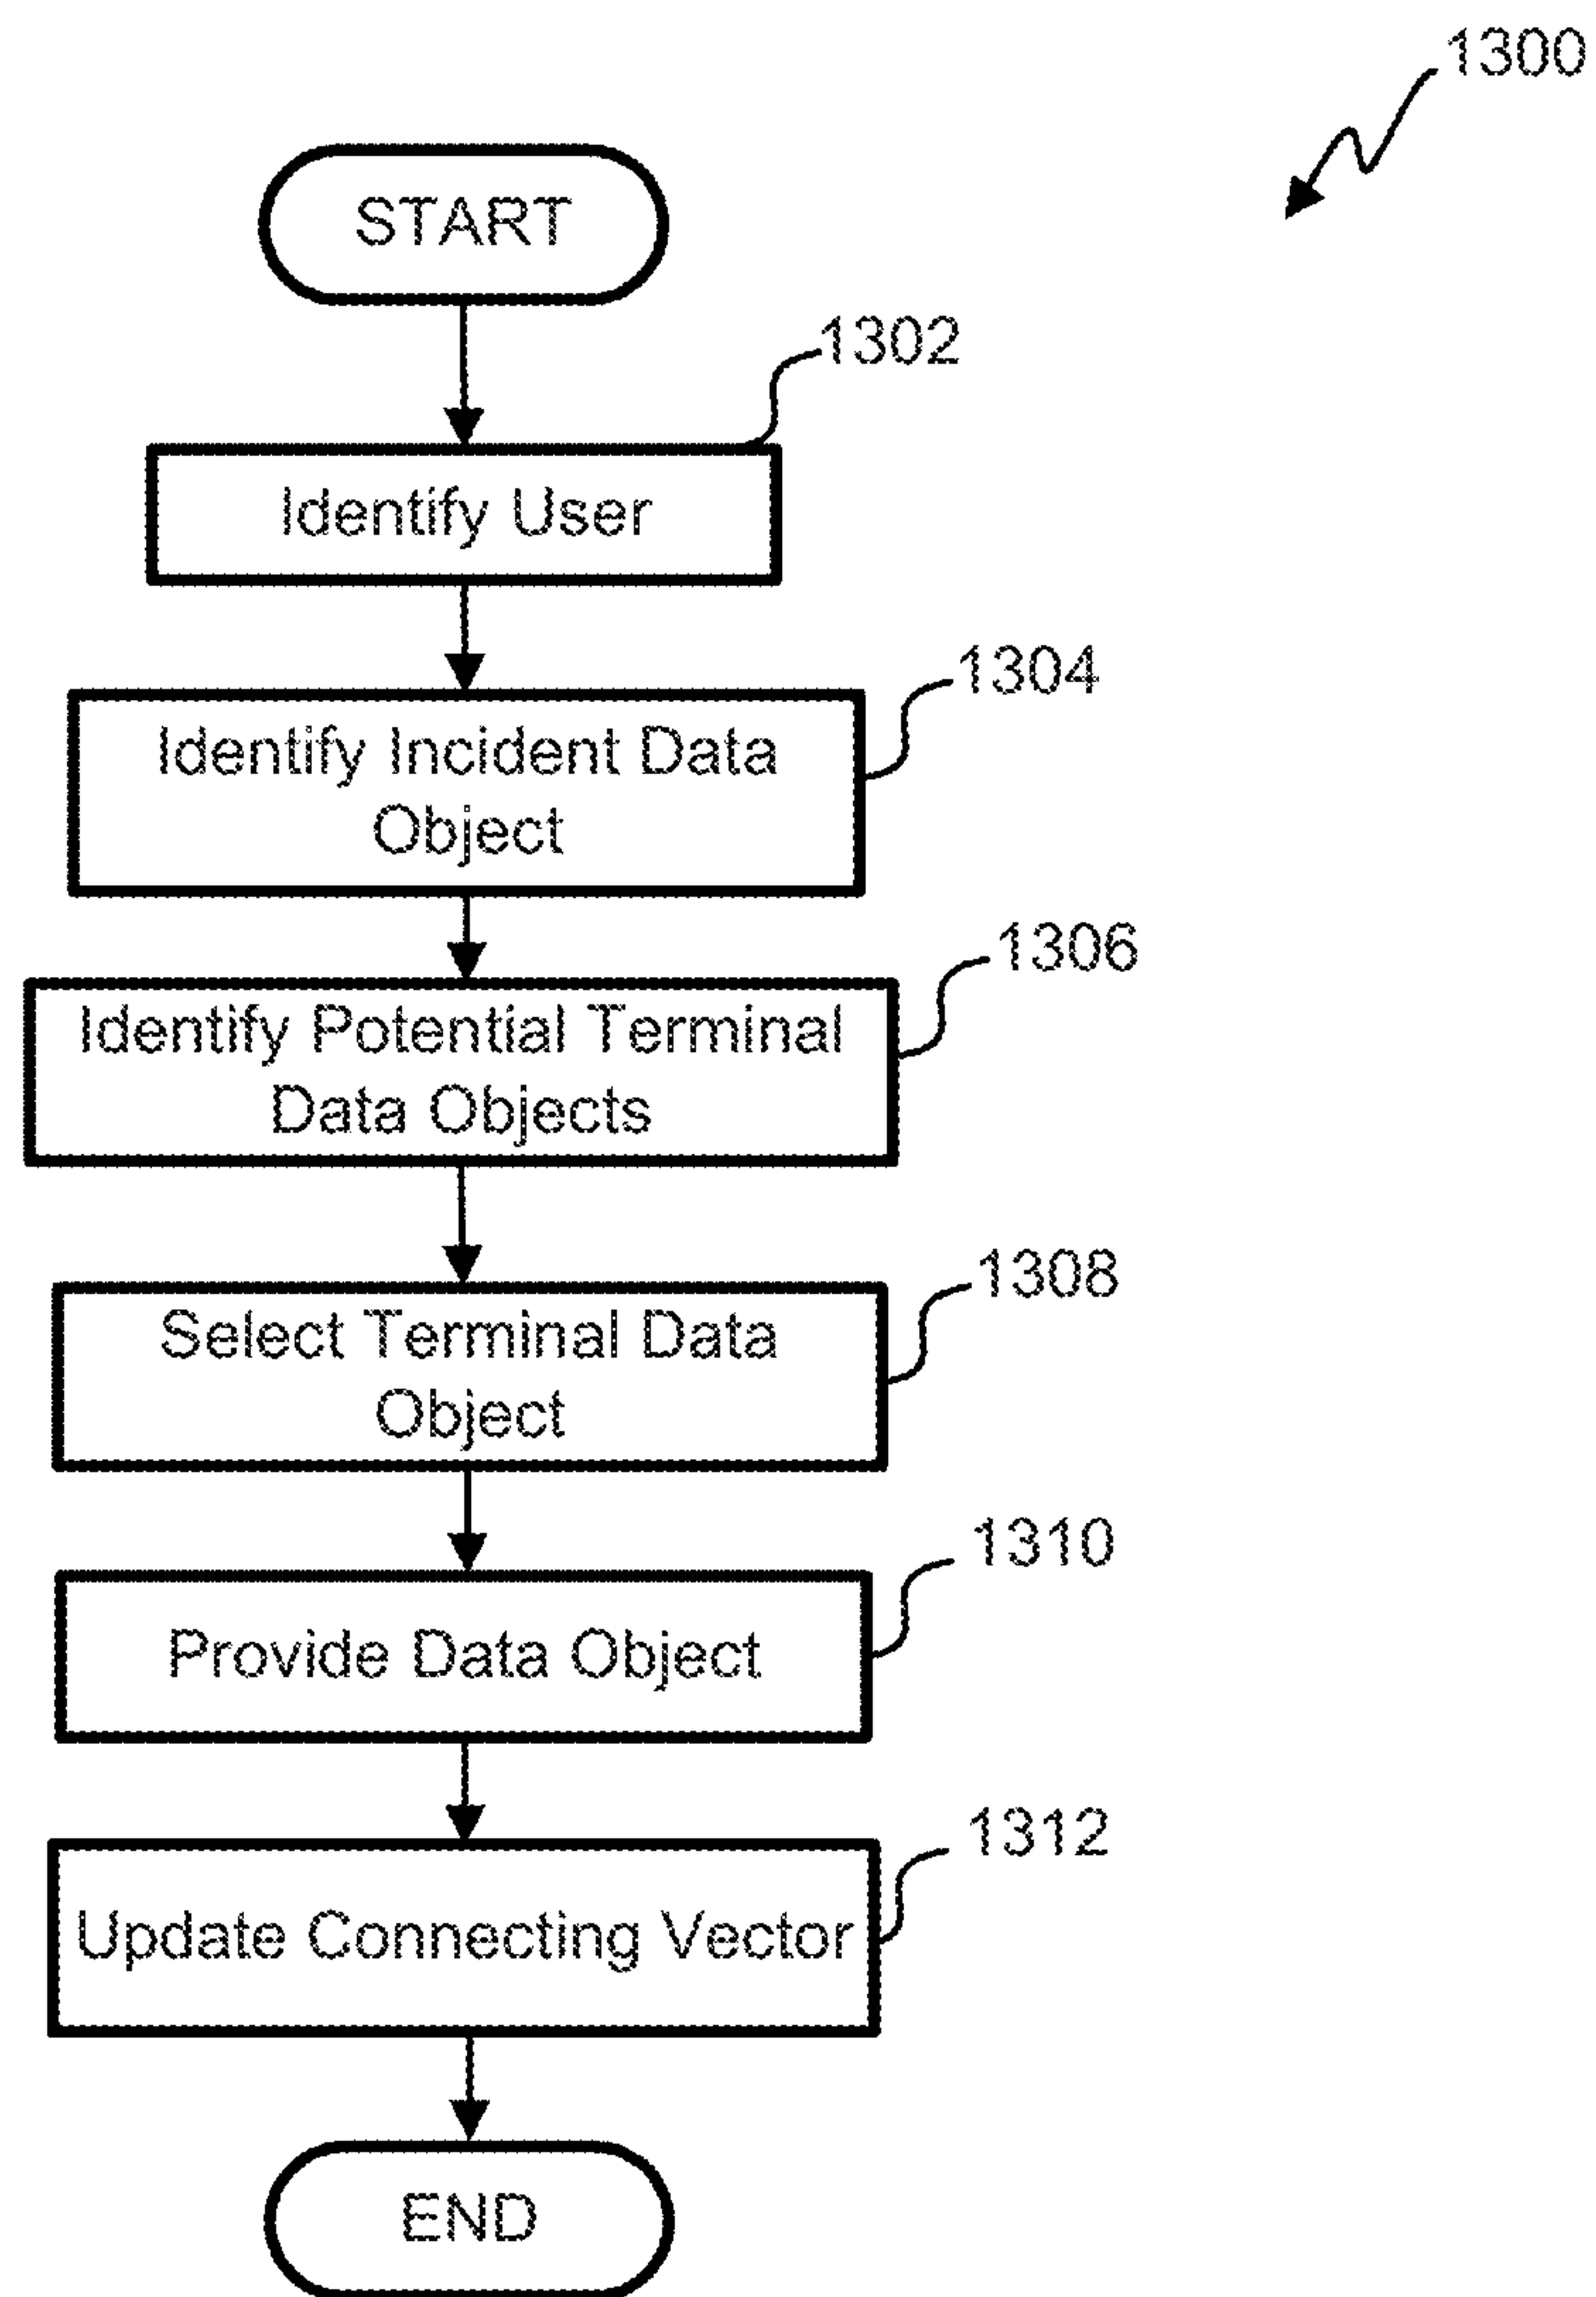 1300
START
1302
Identify User
1304
Identify Incident Data
Object
1306
Identify Potential Terminal
Data Objects
1308
Select Terminal Data
Object
1310
Provide Data Object
1312
Update Connecting Vector
END